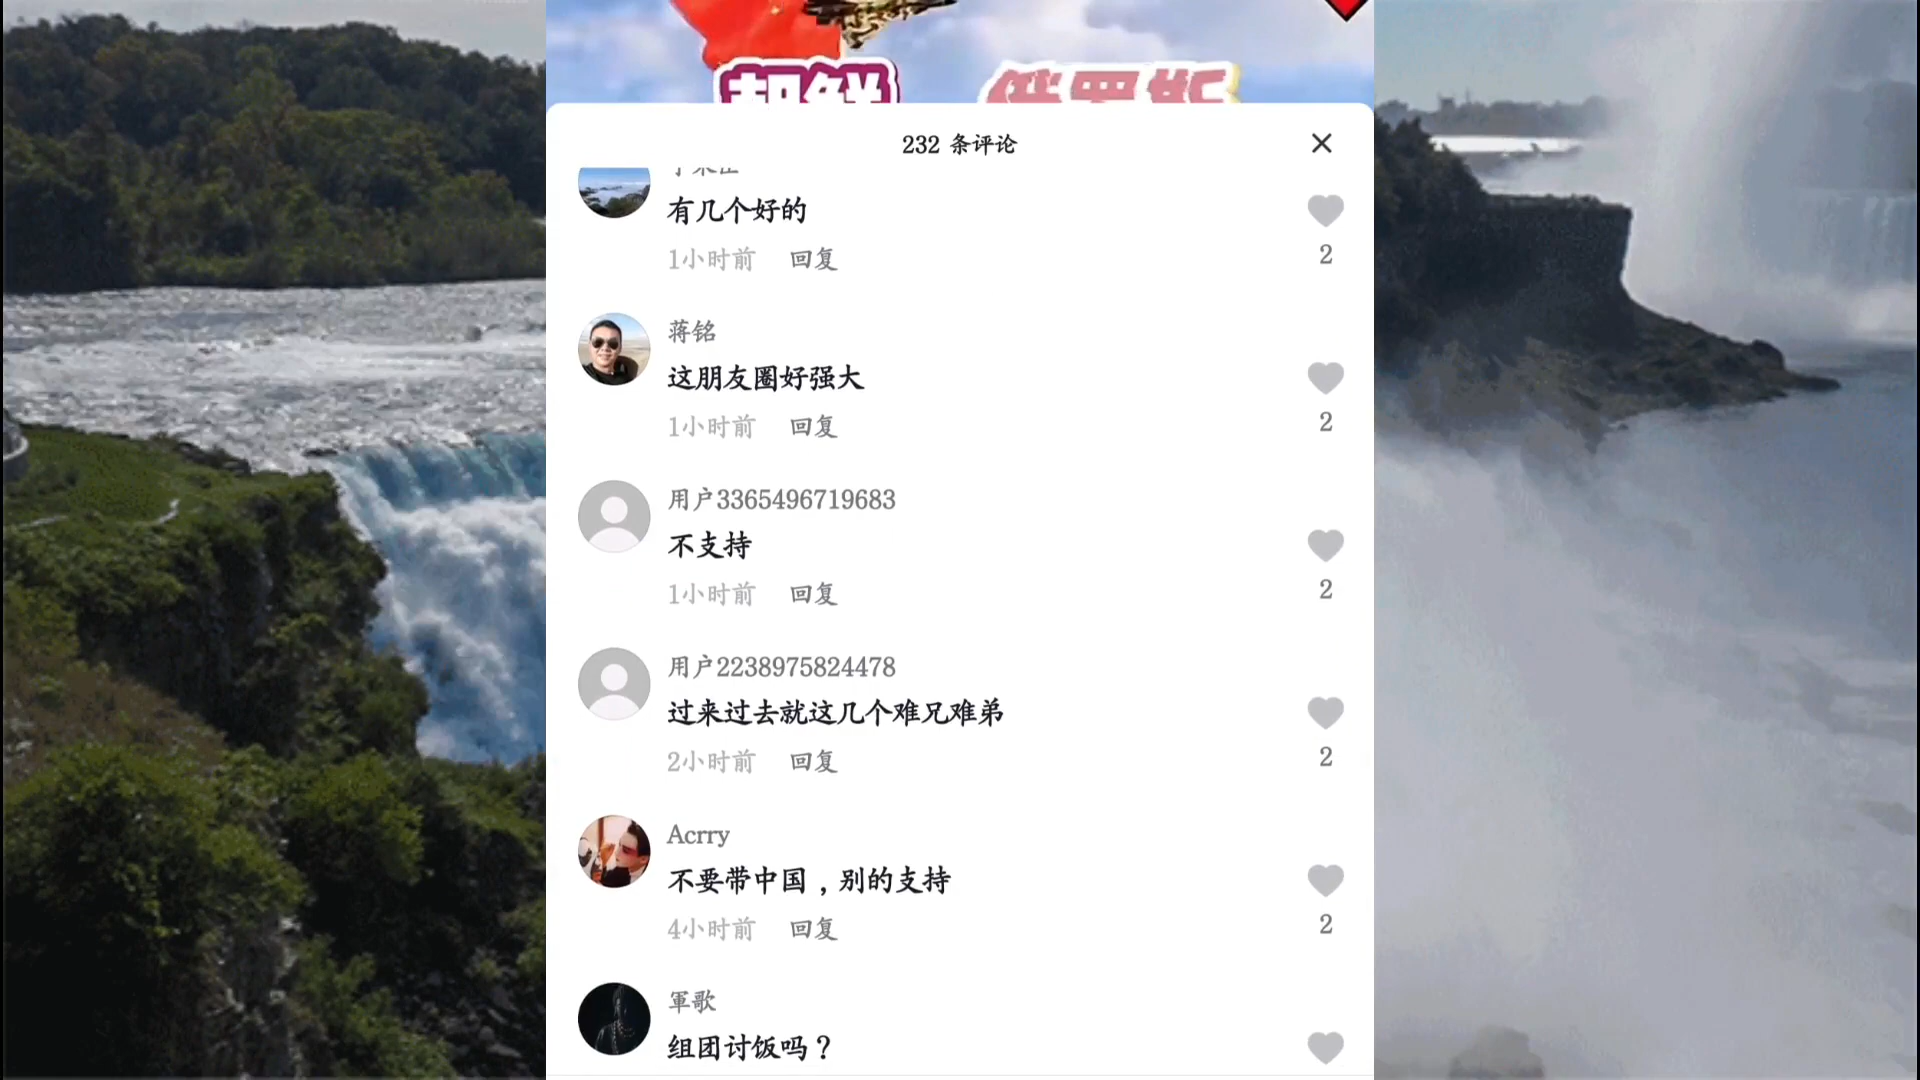 朝鲜 俄罗斯
232 条评论
有几个好的
1小时前 回复
2
蒋铭
这朋友圈好强大
1小时前 回复
2
用户3365496719683
不支持
1小时前 回复
2
用户2238975824478
过来过去就这几个难兄难弟
2小时前 回复
2
Acrry
不要带中国，别的支持
4小时前 回复
2
軍歌
组团讨饭吗？